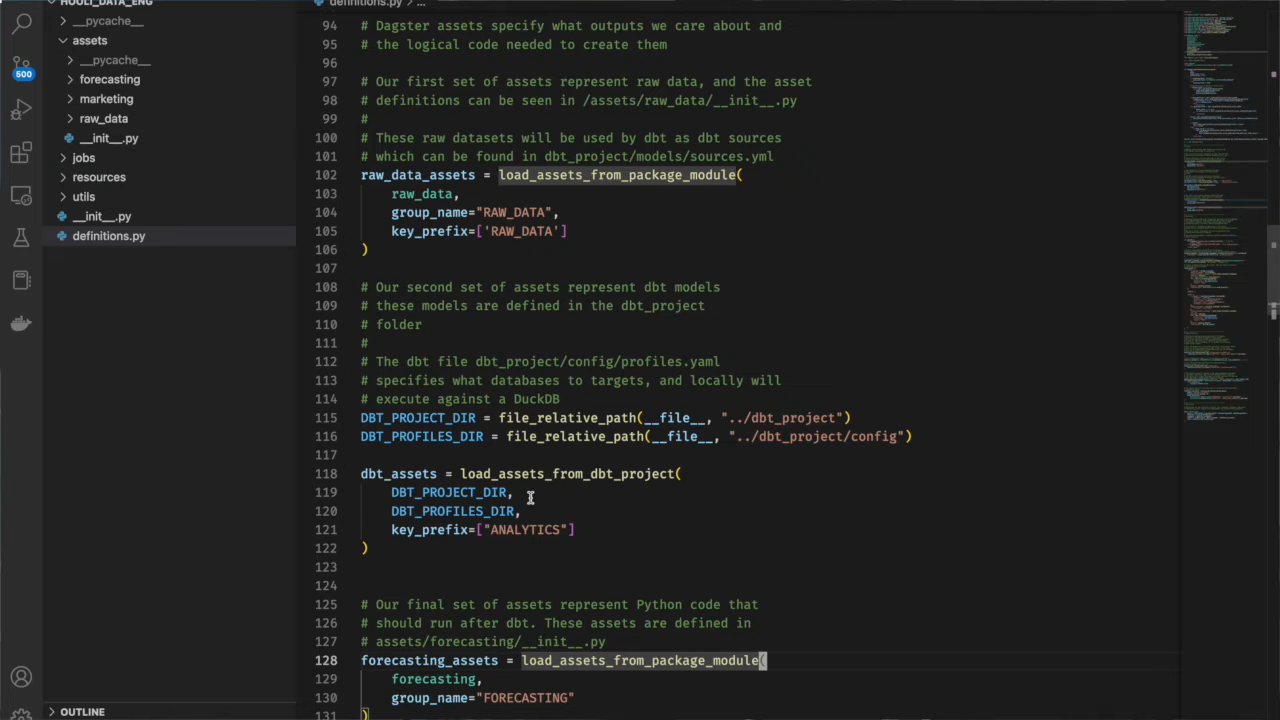 HOOLI_DATA_ENG
__pycache__
assets
__pycache__
forecasting
marketing
raw_data
__init__.py
jobs
resources
utils
__init__.py
definitions.py
OUTLINE
500
definitions.py > ...
94 # Dagster assets specify what outputs we care about and
95 # the logical code needed to create them
96
97 # Our first set of assets represent raw data, and the asset
98 # definitions can be seen in /assets/raw_data/__init__.py
99 #
100 # These raw datasets will be used by dbt as dbt sources
101 # which can be found in dbt_project/models/sources.yml
102 raw_data_assets = load_assets_from_package_module(
103 raw_data,
104 group_name="RAW_DATA",
105 key_prefix=['RAW_DATA']
106 )
107
108 # Our second set of assets represent dbt models
109 # these models are defined in the dbt_project
110 # folder
111 #
112 # The dbt file dbt_project/config/profiles.yaml
113 # specifies what databases to targets, and locally will
114 # execute against a DuckDB
115 DBT_PROJECT_DIR = file_relative_path(__file__, "../dbt_project")
116 DBT_PROFILES_DIR = file_relative_path(__file__, "../dbt_project/config")
117
118 dbt_assets = load_assets_from_dbt_project(
119 DBT_PROJECT_DIR,
120 DBT_PROFILES_DIR,
121 key_prefix=["ANALYTICS"]
122 )
123
124
125 # Our final set of assets represent Python code that
126 # should run after dbt. These assets are defined in
127 # assets/forecasting/__init__.py
128 forecasting_assets = load_assets_from_package_module(
129 forecasting,
130 group_name="FORECASTING"
131 )